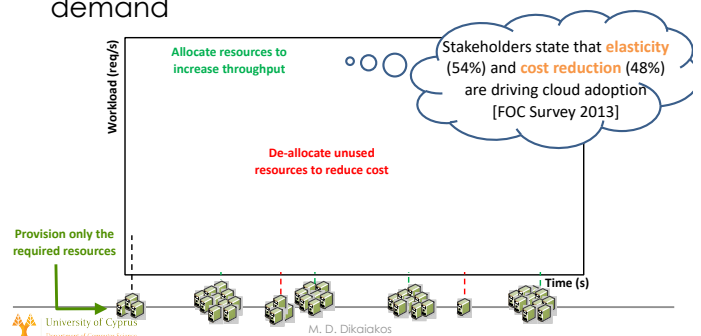 demand
Workload (req/s)
Allocate resources to
increase throughput
Stakeholders state that elasticity
(54%) and cost reduction (48%)
are driving cloud adoption
[FOC Survey 2013]
De-allocate unused
resources to reduce cost
Provision only the
required resources
Time (s)
University of Cyprus
M. D. Dikaiakos